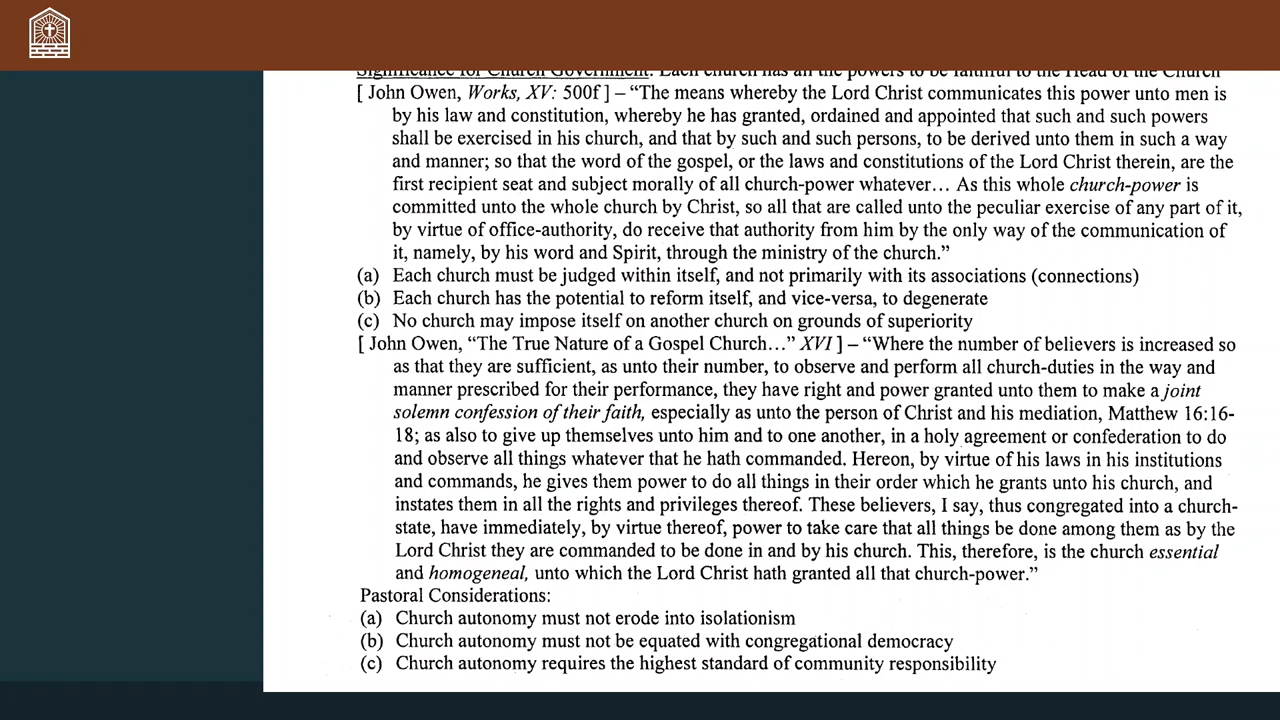 Significance for Church Government: Each church has all the powers to be faithful to the Head of the Church
[ John Owen, Works, XV: 500f ] – “The means whereby the Lord Christ communicates this power unto men is
by his law and constitution, whereby he has granted, ordained and appointed that such and such powers
shall be exercised in his church, and that by such and such persons, to be derived unto them in such a way
and manner; so that the word of the gospel, or the laws and constitutions of the Lord Christ therein, are the
first recipient seat and subject morally of all church-power whatever… As this whole church-power is
committed unto the whole church by Christ, so all that are called unto the peculiar exercise of any part of it,
by virtue of office-authority, do receive that authority from him by the only way of the communication of
it, namely, by his word and Spirit, through the ministry of the church.”
(a) Each church must be judged within itself, and not primarily with its associations (connections)
(b) Each church has the potential to reform itself, and vice-versa, to degenerate
(c) No church may impose itself on another church on grounds of superiority
[ John Owen, “The True Nature of a Gospel Church…” XVI ] – “Where the number of believers is increased so
as that they are sufficient, as unto their number, to observe and perform all church-duties in the way and
manner prescribed for their performance, they have right and power granted unto them to make a joint
solemn confession of their faith, especially as unto the person of Christ and his mediation, Matthew 16:16-
18; as also to give up themselves unto him and to one another, in a holy agreement or confederation to do
and observe all things whatever that he hath commanded. Hereon, by virtue of his laws in his institutions
and commands, he gives them power to do all things in their order which he grants unto his church, and
instates them in all the rights and privileges thereof. These believers, I say, thus congregated into a church-
state, have immediately, by virtue thereof, power to take care that all things be done among them as by the
Lord Christ they are commanded to be done in and by his church. This, therefore, is the church essential
and homogeneal, unto which the Lord Christ hath granted all that church-power.”
Pastoral Considerations:
(a) Church autonomy must not erode into isolationism
(b) Church autonomy must not be equated with congregational democracy
(c) Church autonomy requires the highest standard of community responsibility